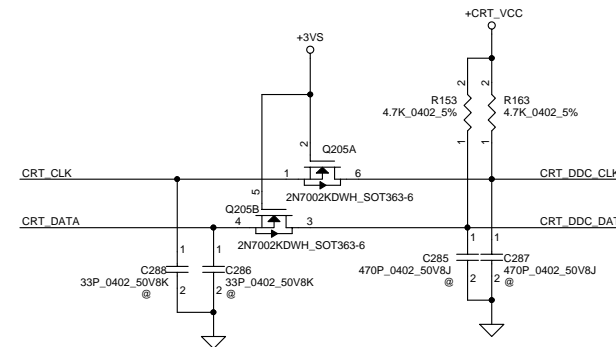 +CRT_VCC
+3VS
2
2
R153
4.7K_0402_5%
R163
4.7K_0402_5%
Q205A
2
1
1
CRT_CLK
1
6
CRT_DDC_CLK
2N7002KDWH_SOT363-6
5
Q205B
CRT_DATA
4
3
CRT_DDC_DAT
2N7002KDWH_SOT363-6
1
1
1
1
C288
33P_0402_50V8K
@
C286
33P_0402_50V8K
@
C285
470P_0402_50V8J
@
C287
470P_0402_50V8J
@
2
2
2
2